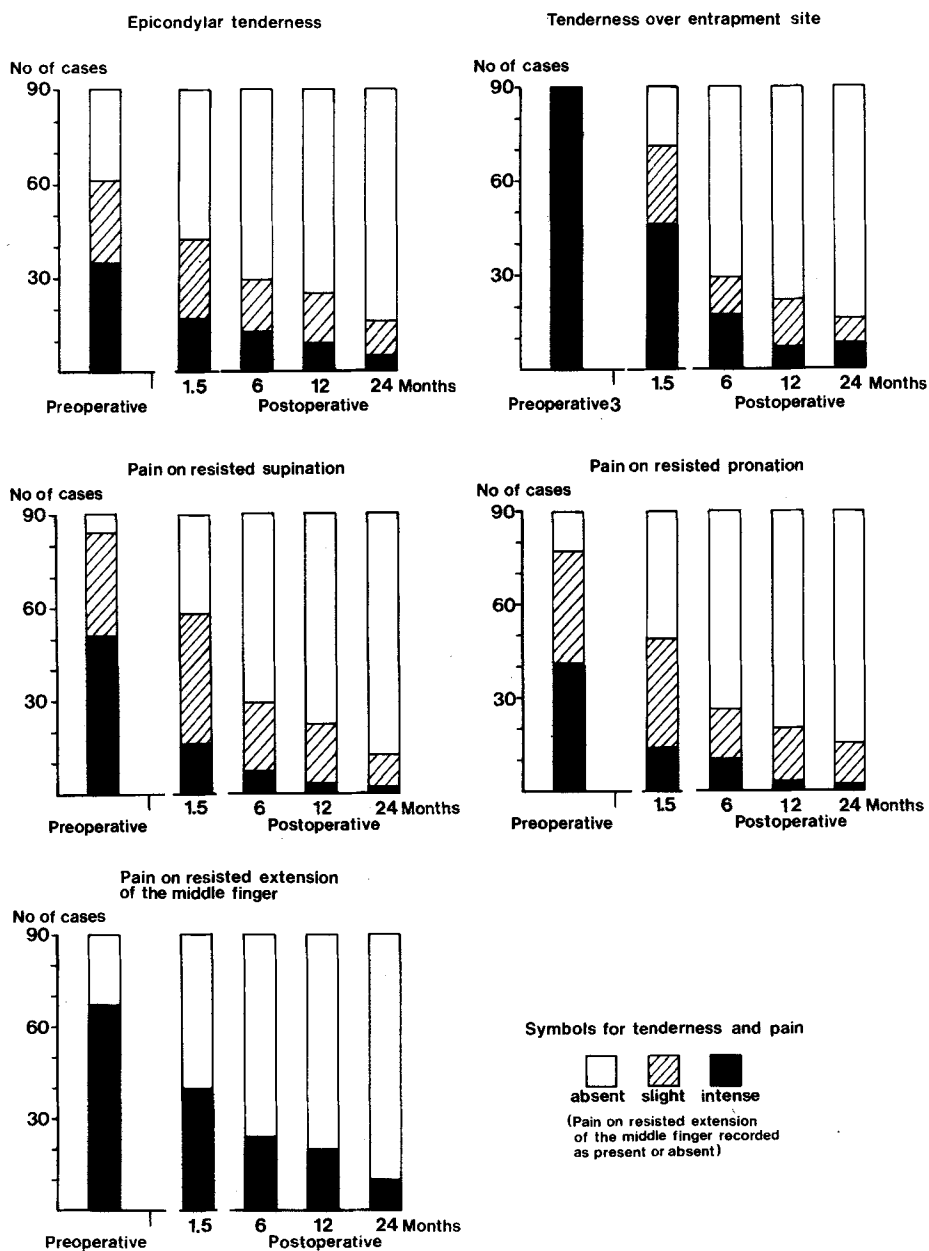 Epicondylar tenderness
No of cases
90
60
30
1.5 6 12 24 Months
Preoperative Postoperative
Tenderness over entrapment site
No of cases
90
60
30
1.5 6 12 24 Months
Preoperative3 Postoperative
Pain on resisted supination
No of cases
90
60
30
1.5 6 12 24 Months
Preoperative Postoperative
Pain on resisted pronation
No of cases
90
60
30
1.5 6 12 24 Months
Preoperative Postoperative
Pain on resisted extension
of the middle finger
No of cases
90
60
30
1.5 6 12 24 Months
Preoperative Postoperative
Symbols for tenderness and pain
absent slight intense
(Pain on resisted extension
of the middle finger recorded
as present or absent)